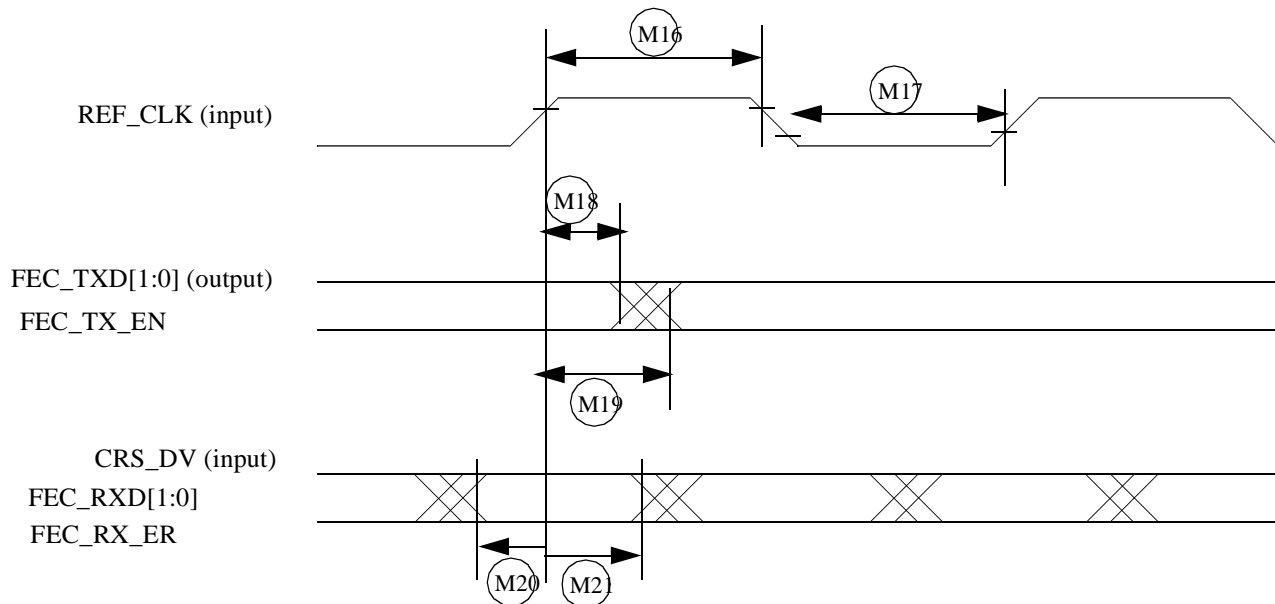 M16
M17
REF_CLK (input)
M18
FEC_TXD[1:0] (output)
FEC_TX_EN
M19
CRS_DV (input)
FEC_RXD[1:0]
FEC_RX_ER
M20
M21